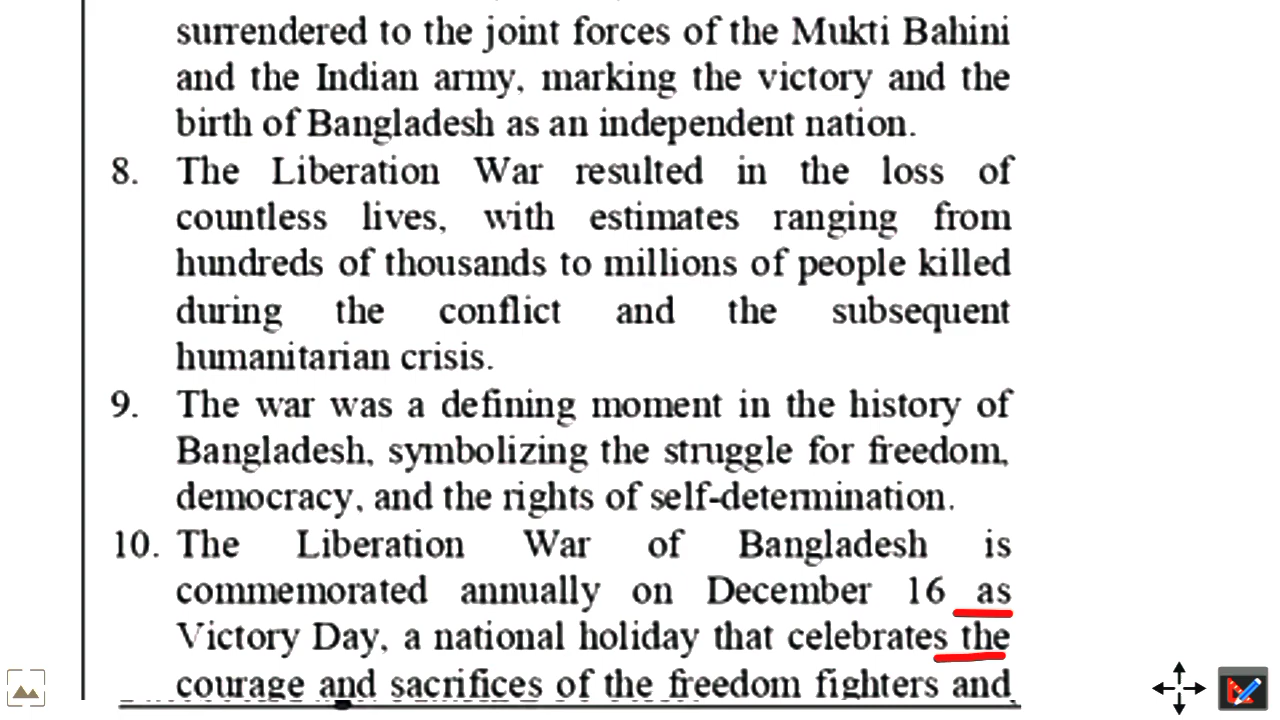 surrendered to the joint forces of the Mukti Bahini
and the Indian army, marking the victory and the
birth of Bangladesh as an independent nation.
8. The Liberation War resulted in the loss of
countless lives, with estimates ranging from
hundreds of thousands to millions of people killed
during the conflict and the subsequent
humanitarian crisis.
9. The war was a defining moment in the history of
Bangladesh, symbolizing the struggle for freedom,
democracy, and the rights of self-determination.
10. The Liberation War of Bangladesh is
commemorated annually on December 16 as
Victory Day, a national holiday that celebrates the
courage and sacrifices of the freedom fighters and